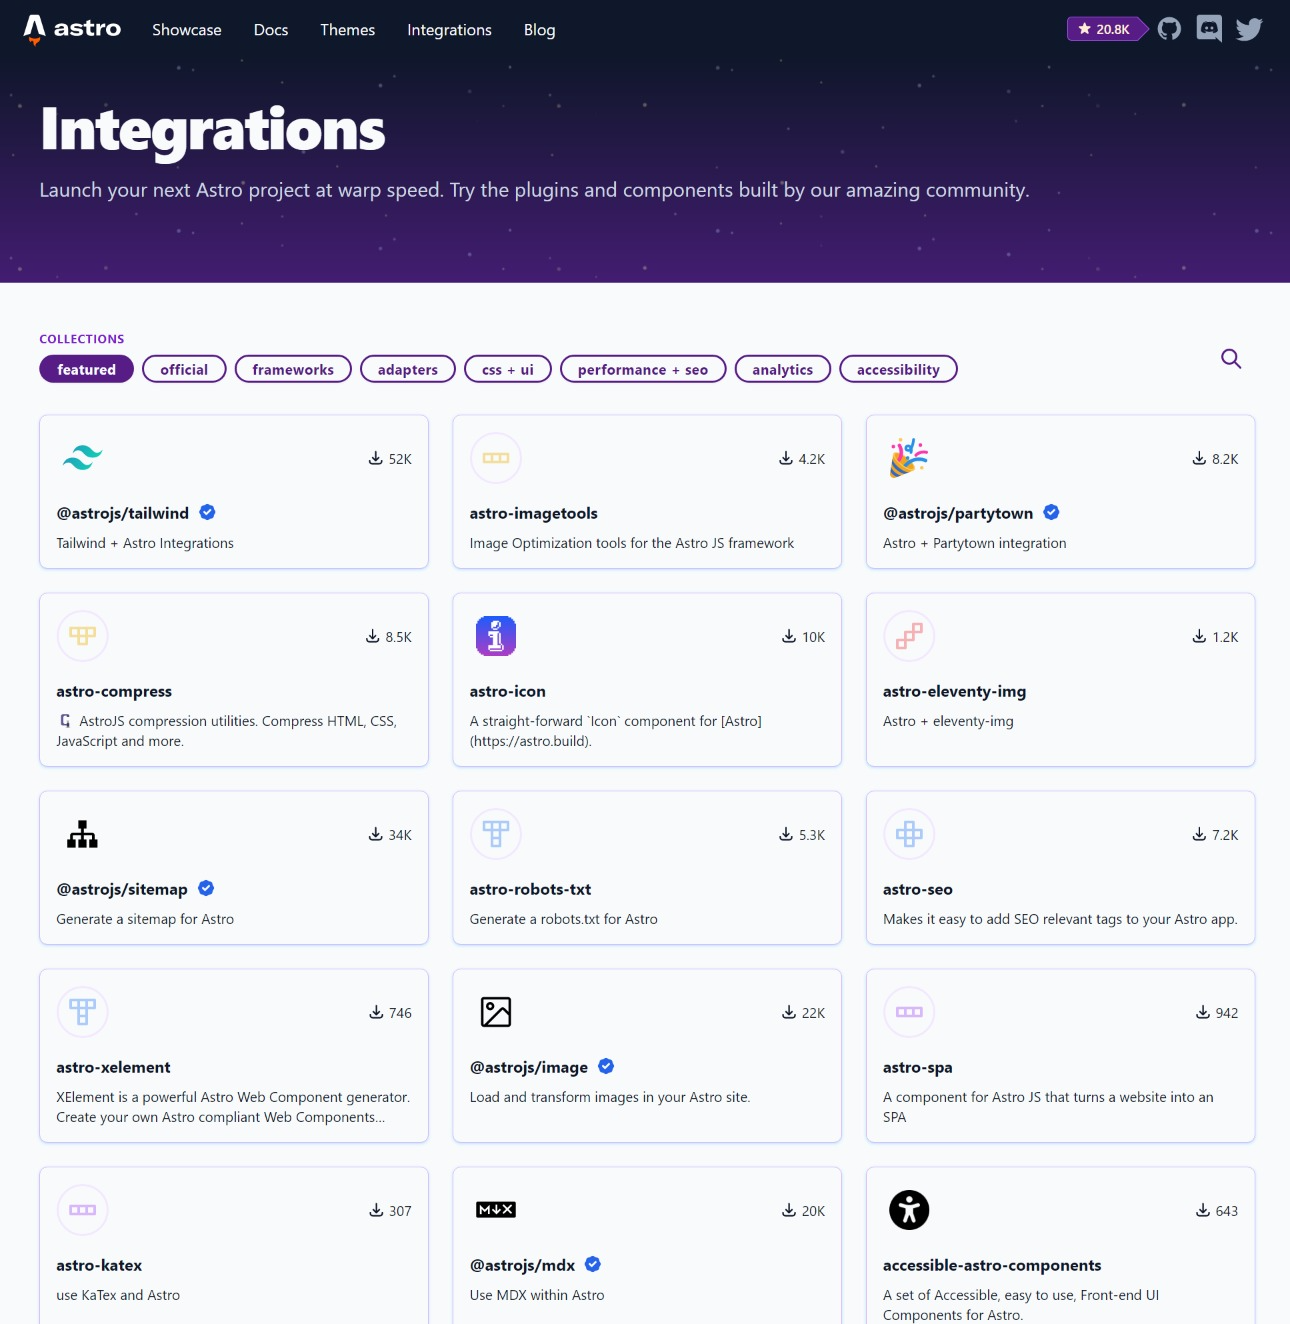 astro
Showcase
Docs
Themes
Integrations
Blog
20.8K
Integrations
Launch your next Astro project at warp speed. Try the plugins and components built by our amazing community.
COLLECTIONS
featured
official
frameworks
adapters
css + ui
performance + seo
analytics
accessibility
52K
@astrojs/tailwind
Tailwind + Astro Integrations
4.2K
astro-imagetools
Image Optimization tools for the Astro JS framework
8.2K
@astrojs/partytown
Astro + Partytown integration
8.5K
astro-compress
AstroJS compression utilities. Compress HTML, CSS,
JavaScript and more.
10K
astro-icon
A straight-forward `Icon` component for [Astro]
(https://astro.build).
1.2K
astro-eleventy-img
Astro + eleventy-img
34K
@astrojs/sitemap
Generate a sitemap for Astro
5.3K
astro-robots-txt
Generate a robots.txt for Astro
7.2K
astro-seo
Makes it easy to add SEO relevant tags to your Astro app.
746
astro-xelement
XElement is a powerful Astro Web Component generator.
Create your own Astro compliant Web Components...
22K
@astrojs/image
Load and transform images in your Astro site.
942
astro-spa
A component for Astro JS that turns a website into an
SPA
307
astro-katex
use KaTex and Astro
M↓X
20K
@astrojs/mdx
Use MDX within Astro
643
accessible-astro-components
A set of Accessible, easy to use, Front-end UI
Components for Astro.